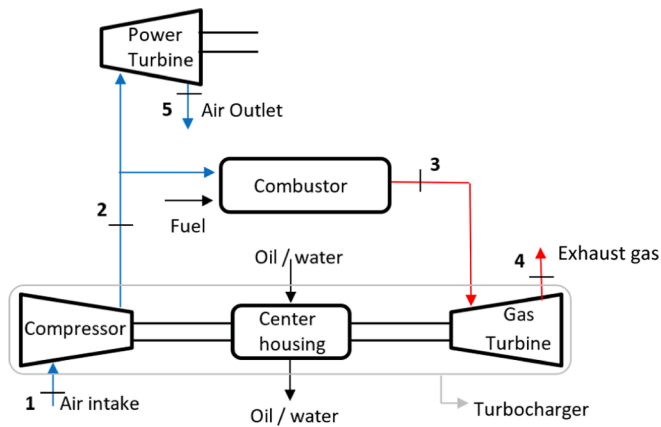 Power
Turbine
5
Air Outlet
3
Combustor
2
Fuel
Oil / water
4
Exhaust gas
Compressor
Center
housing
Gas
Turbine
1
Air intake
Oil / water
Turbocharger